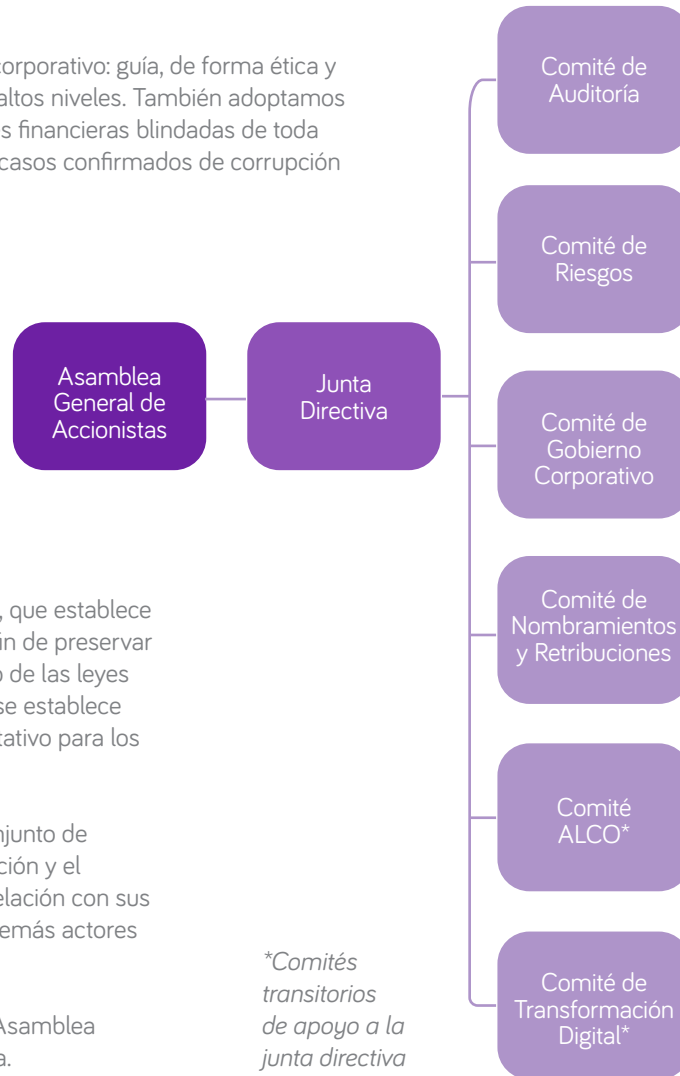 corporativo: guía, de forma ética y
altos niveles. También adoptamos
s financieras blindadas de toda
casos confirmados de corrupción
Asamblea
General de
Accionistas
Junta
Directiva
Comité de
Auditoría
Comité de
Riesgos
Comité de
Gobierno
Corporativo
Comité de
Nombramientos
y Retribuciones
Comité
ALCO*
Comité de
Transformación
Digital*
, que establece
in de preservar
o de las leyes
se establece
tativo para los
njunto de
ción y el
elación con sus
emás actores
Asamblea
a.
*Comités
transitorios
de apoyo a la
junta directiva